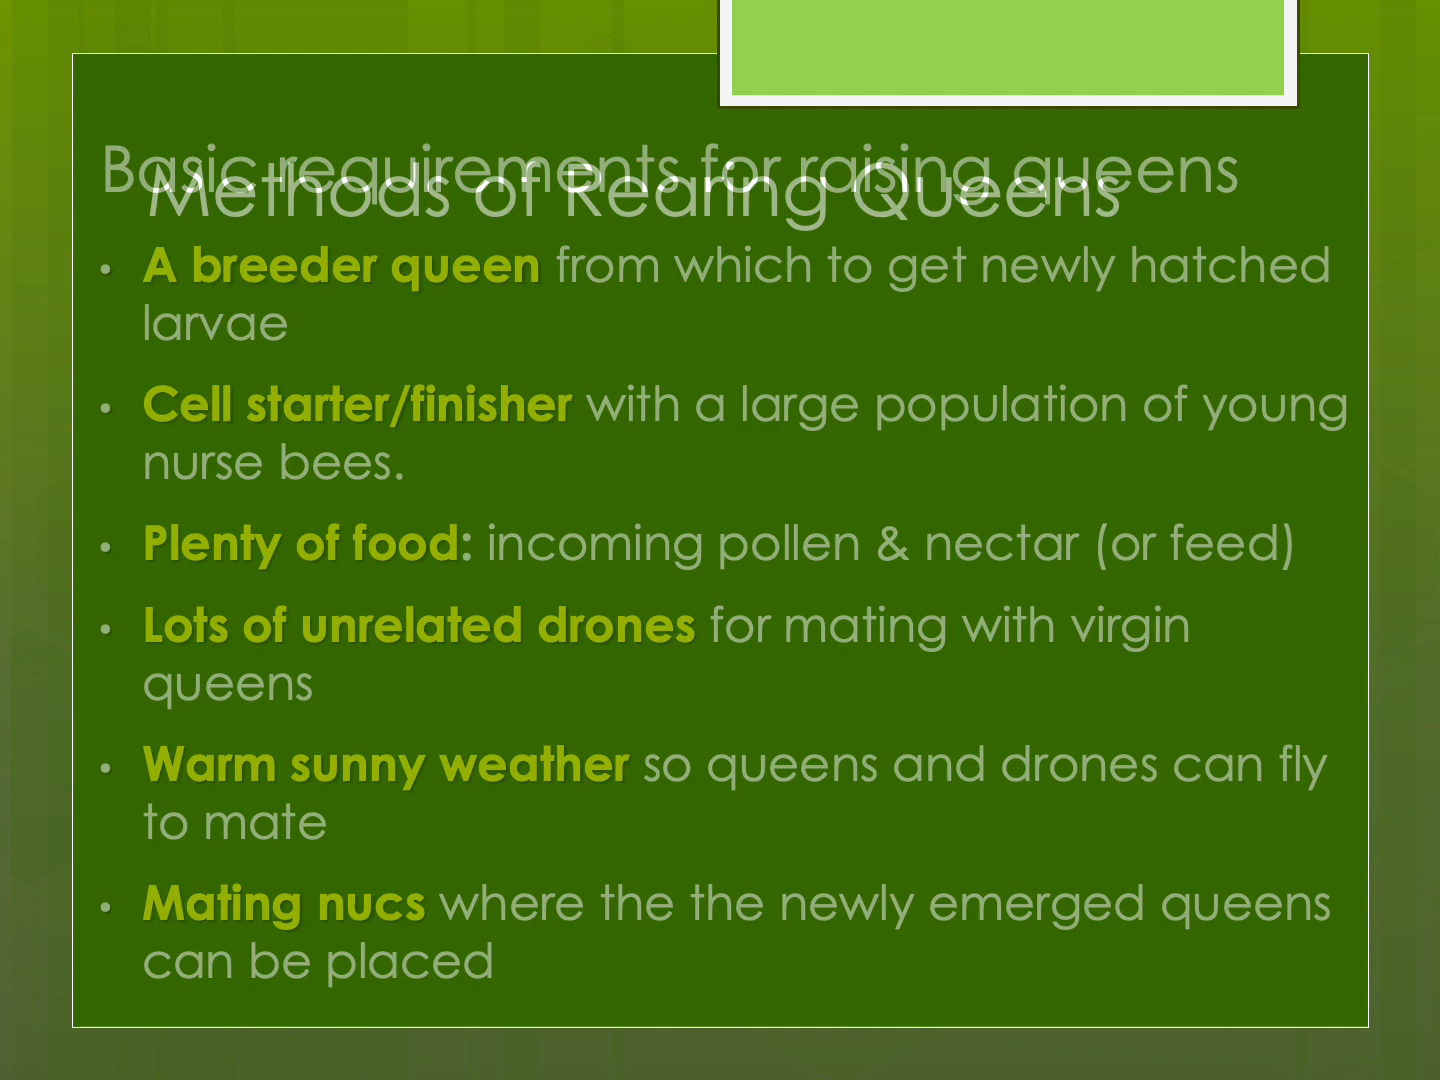 Basic requirements for raising queens
Methods of Rearing Queens
• A breeder queen from which to get newly hatched
larvae
• Cell starter/finisher with a large population of young
nurse bees.
• Plenty of food: incoming pollen & nectar (or feed)
• Lots of unrelated drones for mating with virgin
queens
• Warm sunny weather so queens and drones can fly
to mate
• Mating nucs where the the newly emerged queens
can be placed